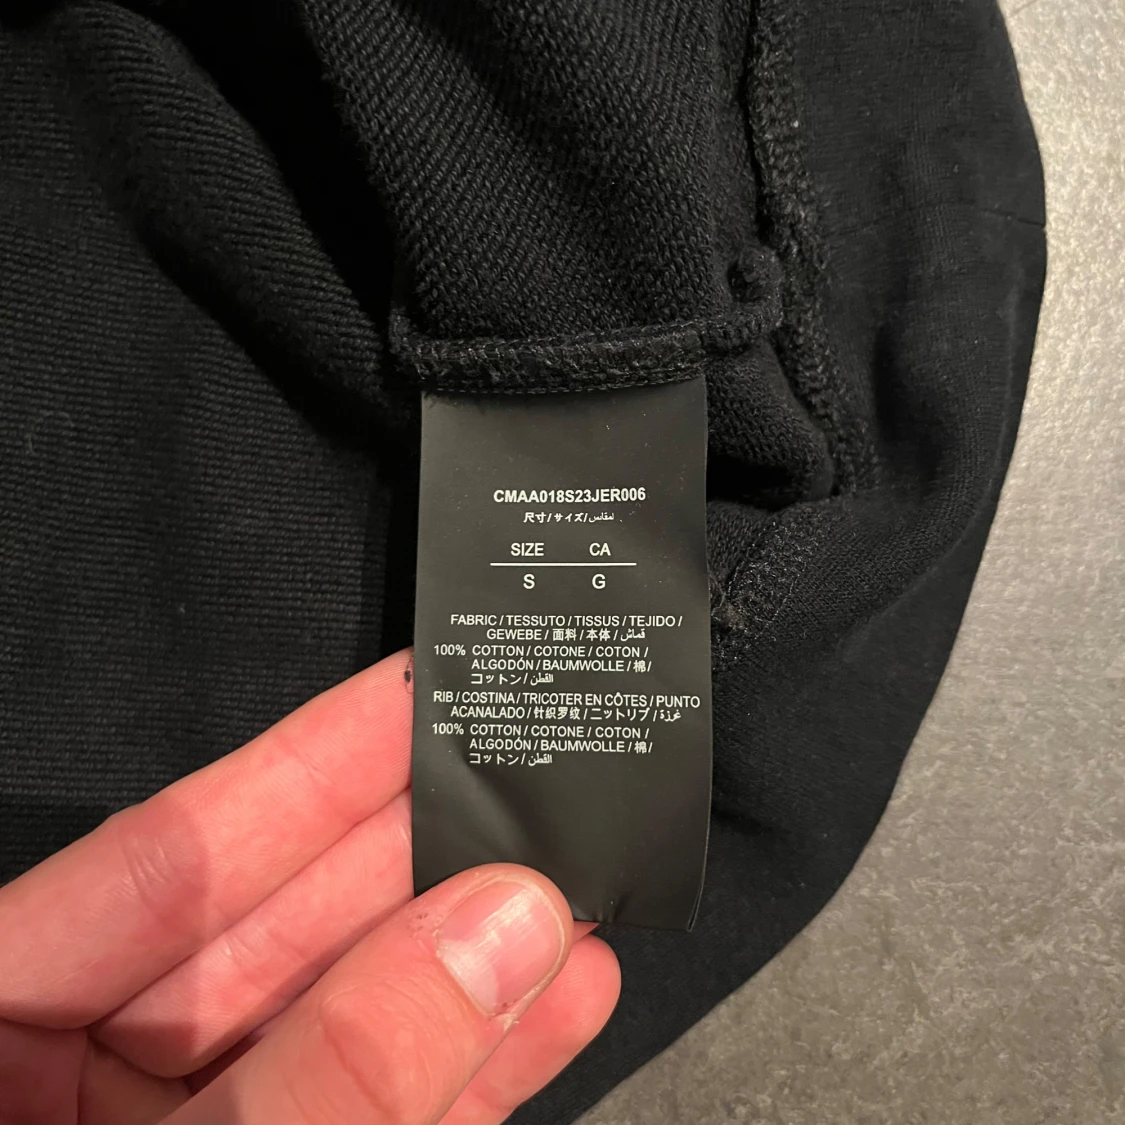 CMAA018S23JER006
尺寸/サイズ/مقاس
SIZE CA
S G
FABRIC / TESSUTO / TISSUS / TEJIDO /
GEWEBE / 面料 / 本体 / قماش
100% COTTON / COTONE / COTON /
ALGODÓN / BAUMWOLLE / 棉/
コットン / القطن
RIB / COSTINA / TRICOTER EN CÔTES / PUNTO
ACANALADO / 针织罗纹 / ニットリブ / غرزة
100% COTTON / COTONE / COTON /
ALGODÓN / BAUMWOLLE / 棉/
コットン / القطن